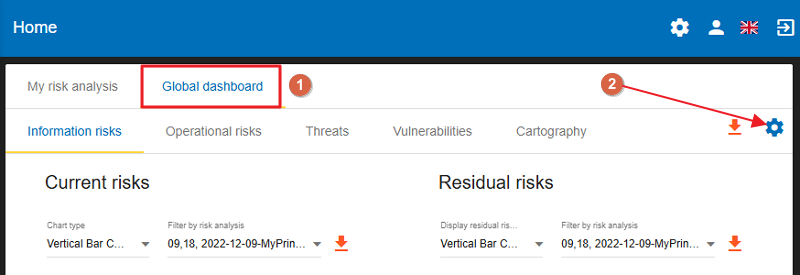 Home
My risk analysis Global dashboard 1 2
Information risks Operational risks Threats Vulnerabilities Cartography
Current risks Residual risks
Chart type Filter by risk analysis Display residual ris... Filter by risk analysis
Vertical Bar C... 09,18, 2022-12-09-MyPrin... Vertical Bar C... 09,18, 2022-12-09-MyPrin...